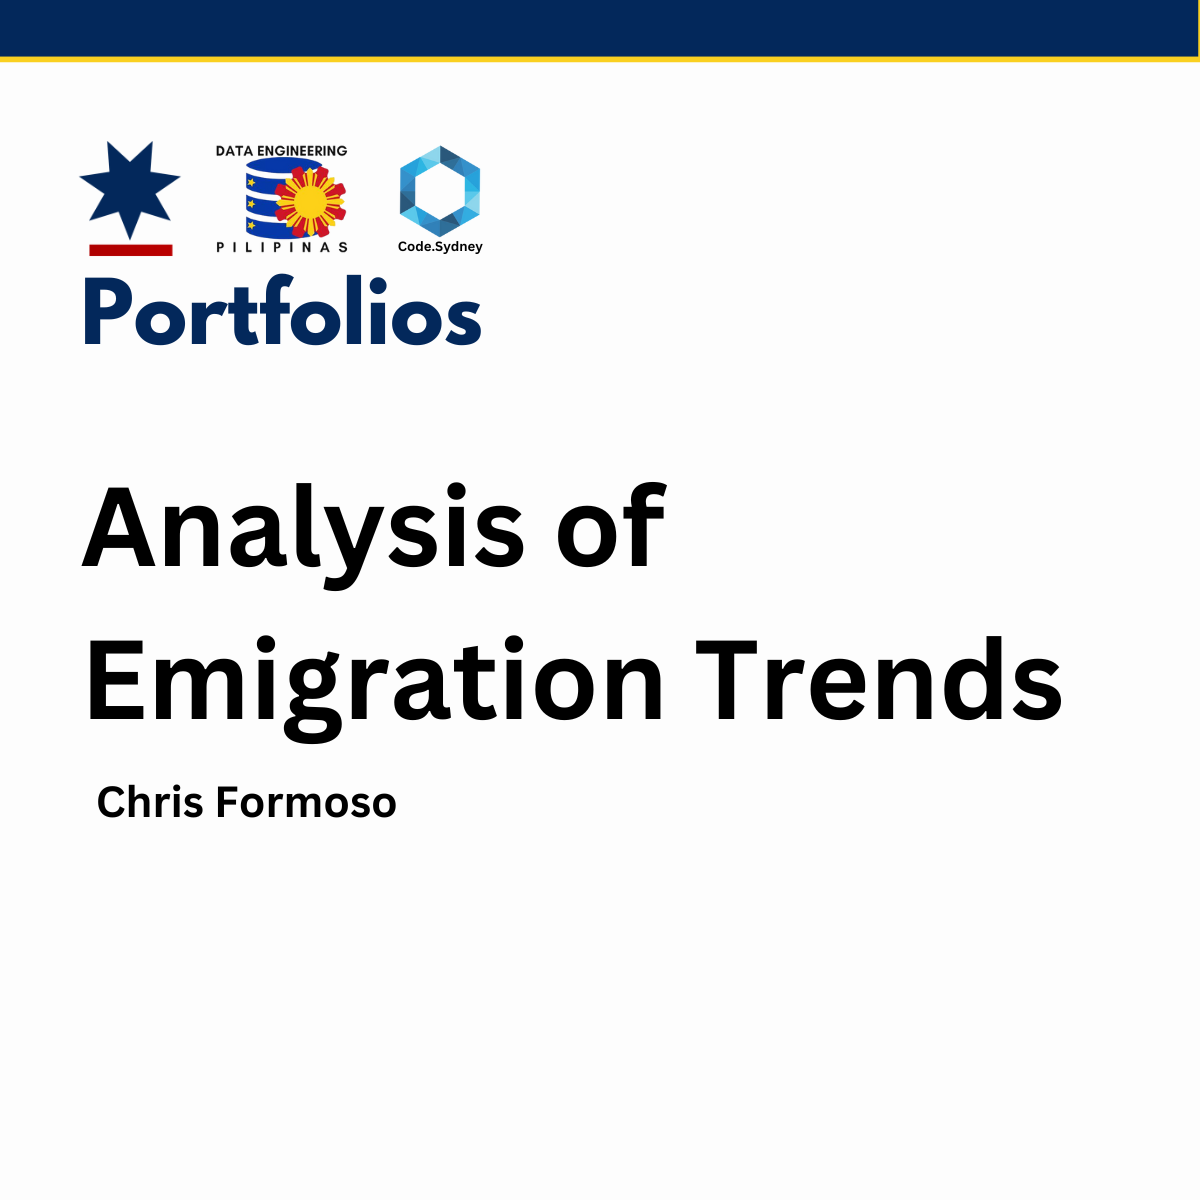 DATA ENGINEERING
PILIPINAS
Code.Sydney
Portfolios
Analysis of
Emigration Trends
Chris Formoso